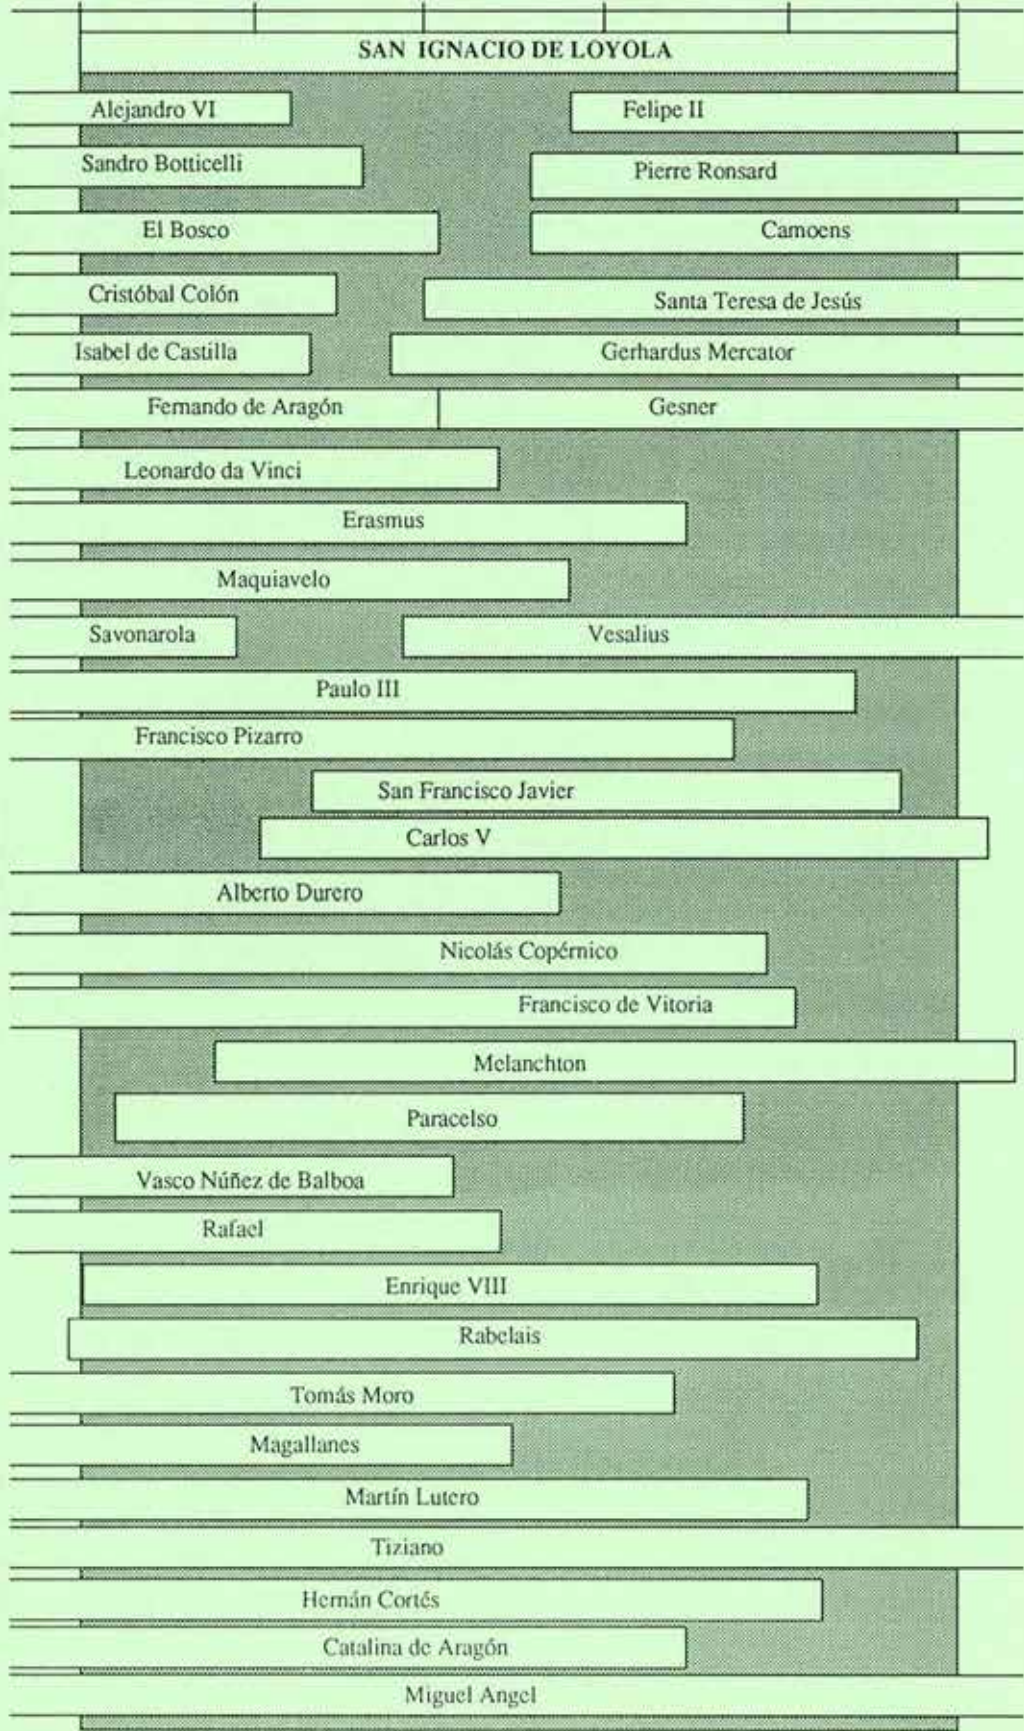 SAN IGNACIO DE LOYOLA
Alejandro VI
Felipe II
Sandro Botticelli
Pierre Ronsard
El Bosco
Camoens
Cristóbal Colón
Santa Teresa de Jesús
Isabel de Castilla
Gerhardus Mercator
Fernando de Aragón
Gesner
Leonardo da Vinci
Erasmus
Maquiavelo
Savonarola
Vesalius
Paulo III
Francisco Pizarro
San Francisco Javier
Carlos V
Alberto Durero
Nicolás Copérnico
Francisco de Vitoria
Melanchton
Paracelso
Vasco Núñez de Balboa
Rafael
Enrique VIII
Rabelais
Tomás Moro
Magallanes
Martín Lutero
Tiziano
Hernán Cortés
Catalina de Aragón
Miguel Angel